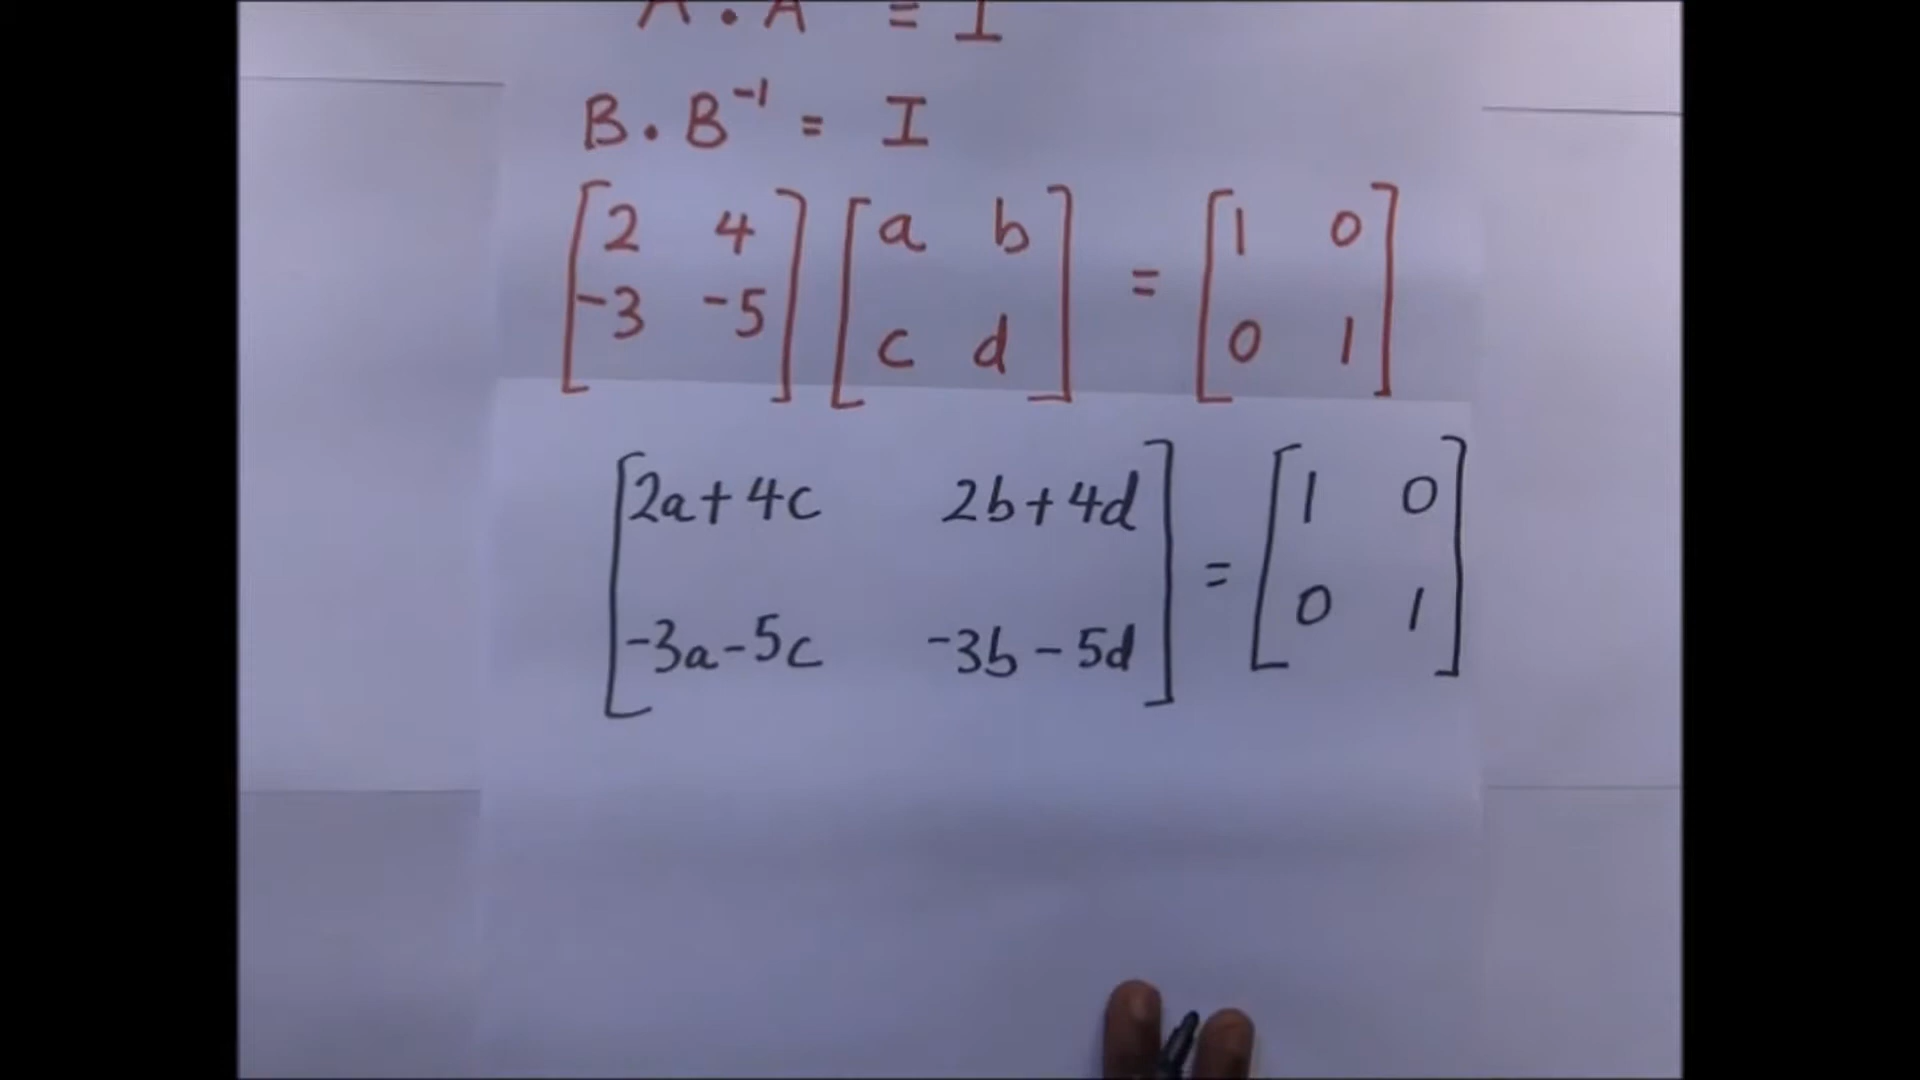 A . A = I
B . B⁻¹ = I
[2 4 -3 -5] [a b c d] = [1 0 0 1]
[2a+4c 2b+4d -3a-5c -3b-5d] = [1 0 0 1]